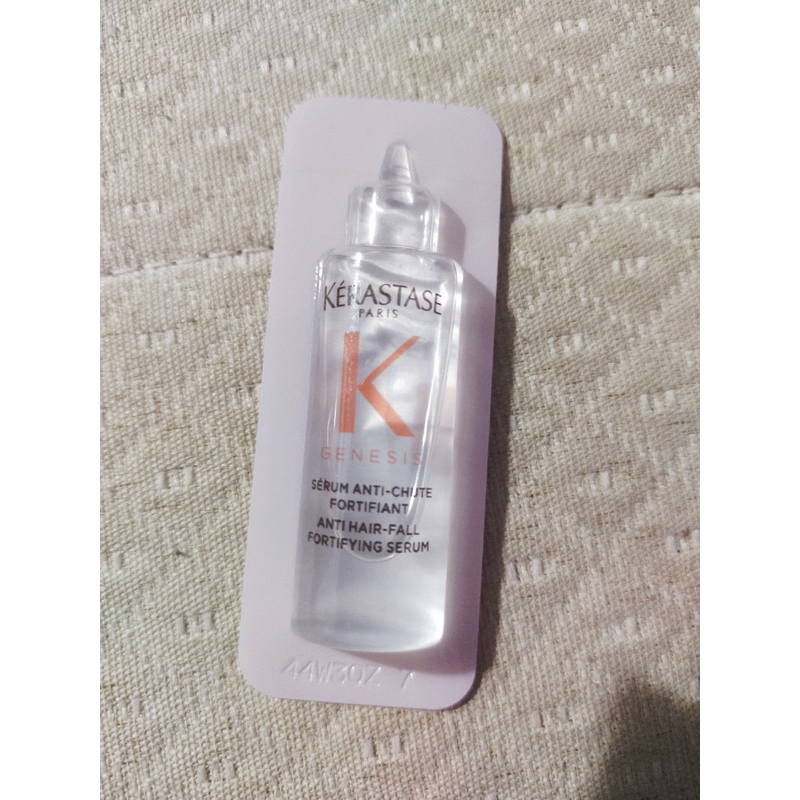 KÉRASTASE
PARIS
K
GENESIS
SÉRUM ANTI-CHUTE
FORTIFIANT
ANTI HAIR-FALL
FORTIFYING SERUM
44W30Z 7